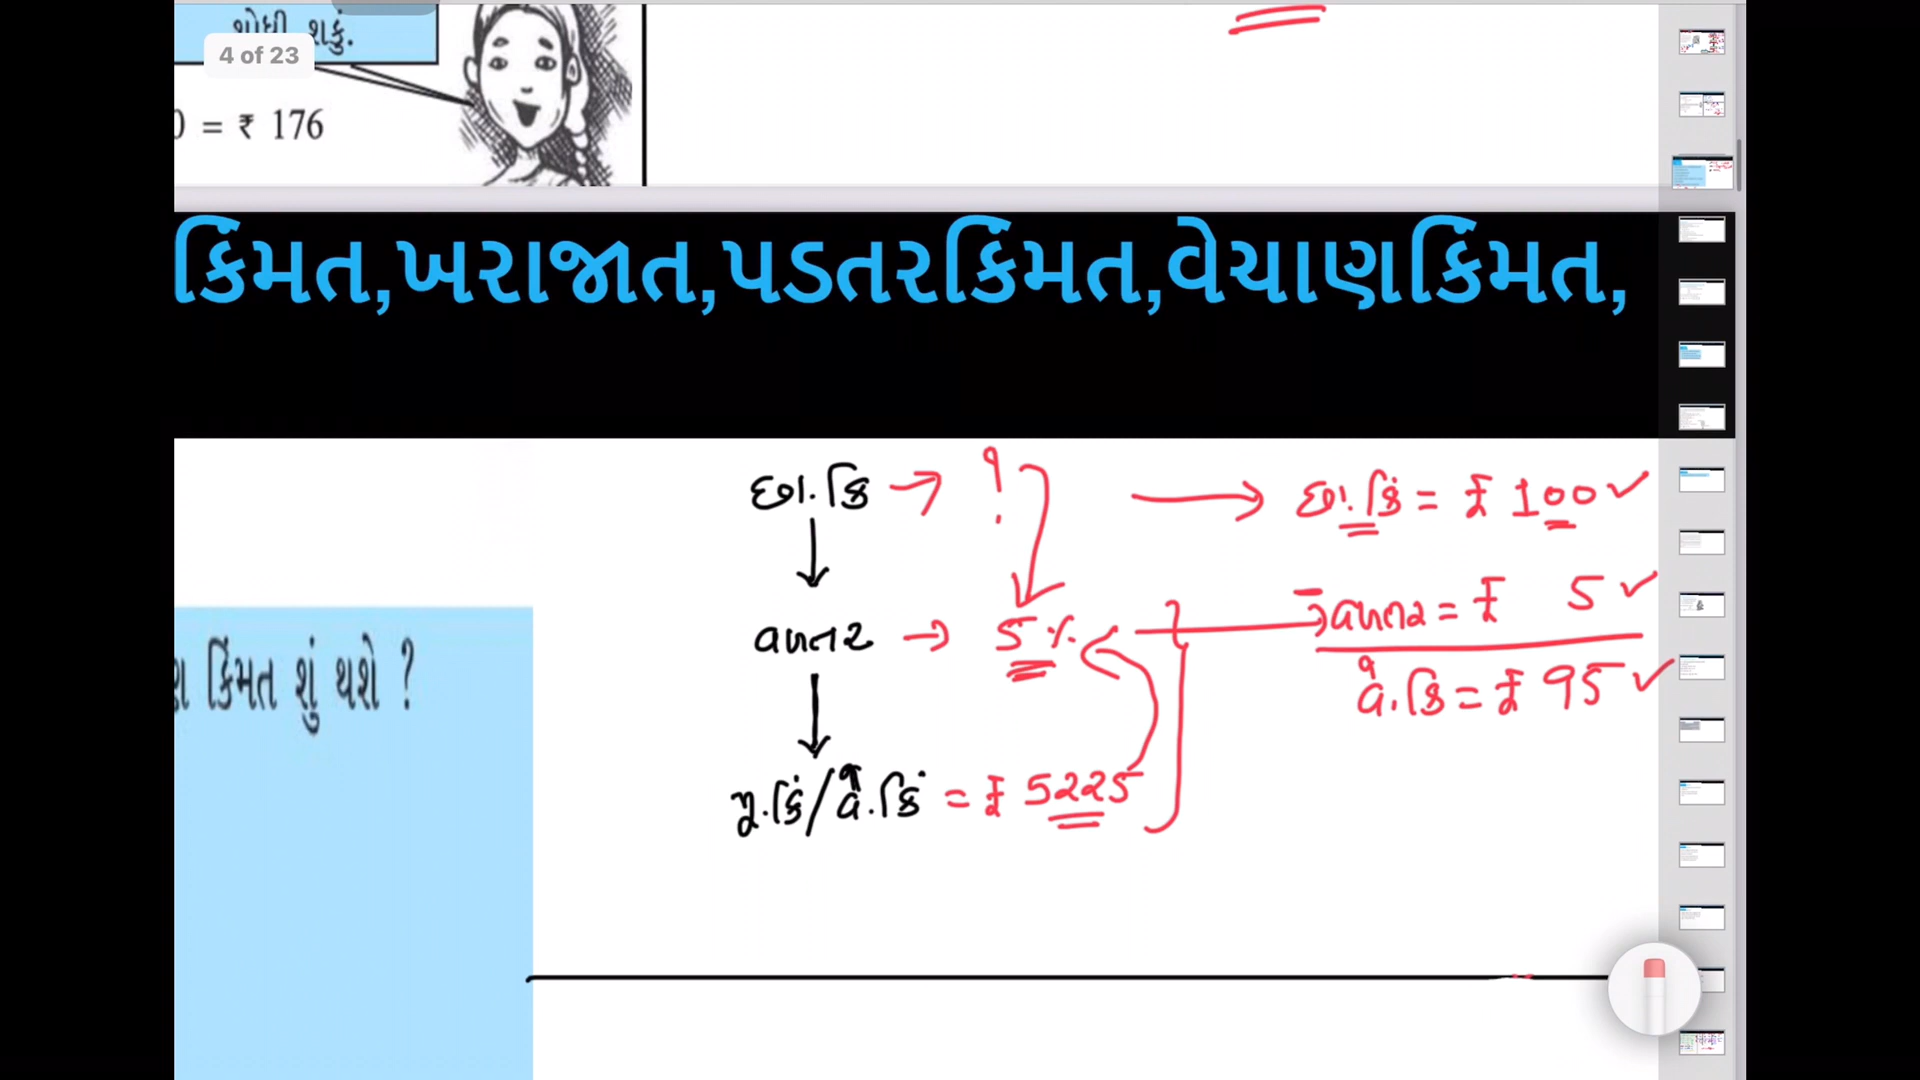 શોધી શકું.
4 of 23
0 = ₹ 176
કિંમત,ખરાજાત,પડતરકિંમત,વેચાણકિંમત,
છા.કિ → ? → છા.કિં = ₹ 100 ✓
વળતર → 5 % → વળતર = ₹ 5 ✓
વે.કિ = ₹ 95 ✓
ણ કિંમત શું થશે ?
મૂ.કિં/વે.કિં = ₹ 5225